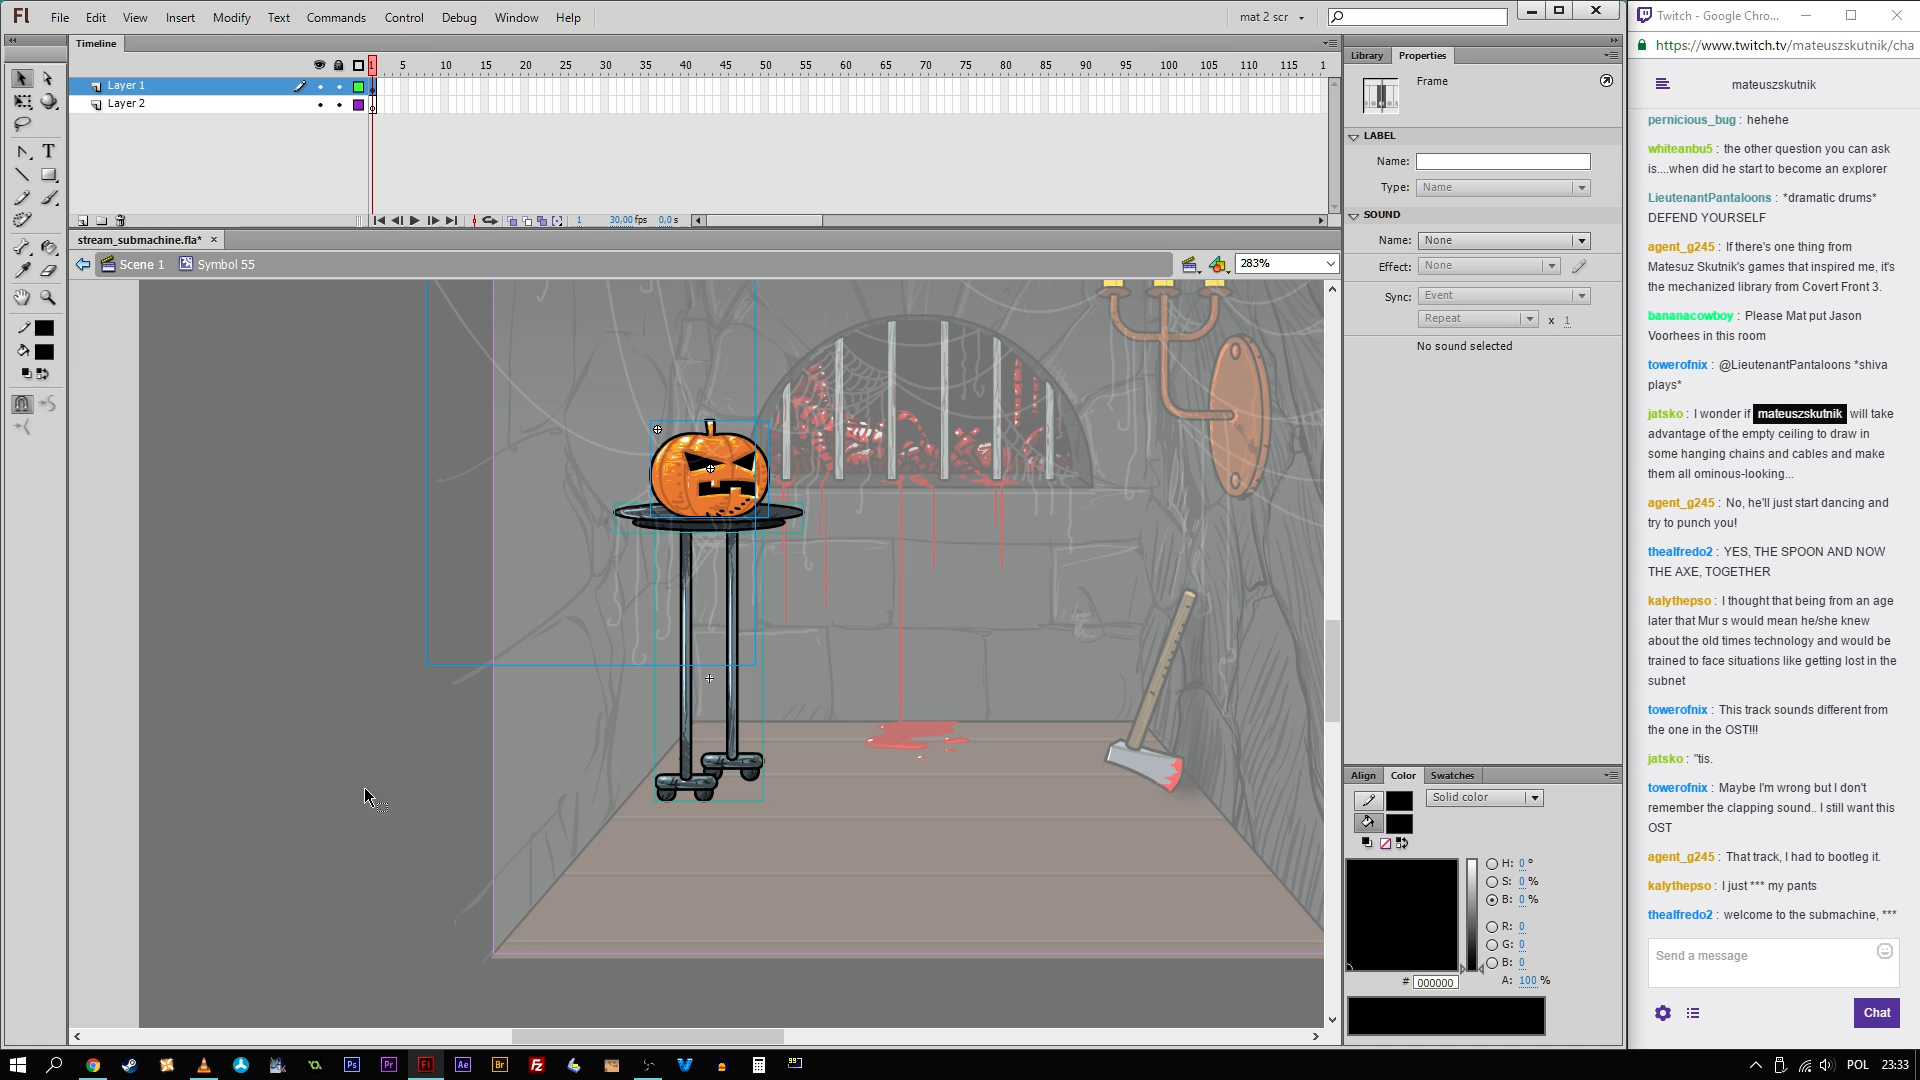 Fl File Edit View Insert Modify Text Commands Control Debug Window Help mat 2 scr
Twitch - Google Chro...
https://www.twitch.tv/mateuszskutnik/cha
Timeline
5 10 15 20 25 30 35 40 45 50 55 60 65 70 75 80 85 90 95 100 105 110 115 1
Layer 1
Layer 2
1 30,00 fps 0,0 s
stream_submachine.fla* ×
Scene 1 Symbol 55 283%
Library Properties
Frame
LABEL
Name:
Type: Name
SOUND
Name: None
Effect: None
Sync: Event
Repeat x 1
No sound selected
Align Color Swatches
Solid color
H: 0 °
S: 0 %
B: 0 %
R: 0
G: 0
B: 0
# 000000 A: 100 %
mateuszskutnik
pernicious_bug : hehehe
whiteanbu5 : the other question you can ask
is....when did he start to become an explorer
LieutenantPantaloons : *dramatic drums*
DEFEND YOURSELF
agent_g245 : If there's one thing from
Matesuz Skutnik's games that inspired me, it's
the mechanized library from Covert Front 3.
bananacowboy : Please Mat put Jason
Voorhees in this room
towerofnix : @LieutenantPantaloons *shiva
plays*
jatsko : I wonder if mateuszskutnik will take
advantage of the empty ceiling to draw in
some hanging chains and cables and make
them all ominous-looking...
agent_g245 : No, he'll just start dancing and
try to punch you!
thealfredo2 : YES, THE SPOON AND NOW
THE AXE, TOGETHER
kalythepso : I thought that being from an age
later that Mur s would mean he/she knew
about the old times technology and would be
trained to face situations like getting lost in the
subnet
towerofnix : This track sounds different from
the one in the OST!!!
jatsko : "tis.
towerofnix : Maybe I'm wrong but I don't
remember the clapping sound.. I still want this
OST
agent_g245 : That track, I had to bootleg it.
kalythepso : I just *** my pants
thealfredo2 : welcome to the submachine, ***
Send a message
Chat
Ps Pr Fl Ae Br Fz POL 23:33